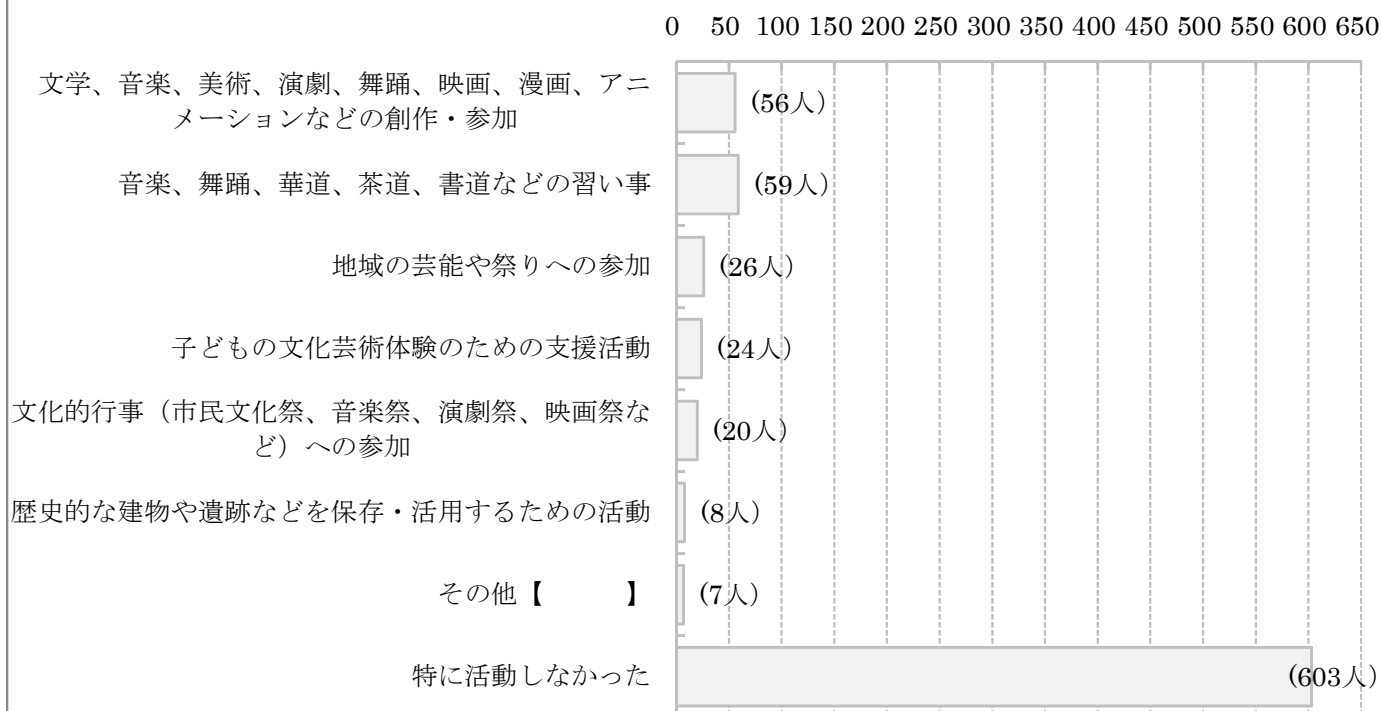 0 50 100 150 200 250 300 350 400 450 500 550 600 650
文学、音楽、美術、演劇、舞踊、映画、漫画、アニ
メーションなどの創作・参加
(56人)
音楽、舞踊、華道、茶道、書道などの習い事
(59人)
地域の芸能や祭りへの参加
(26人)
子どもの文化芸術体験のための支援活動
(24人)
文化的行事（市民文化祭、音楽祭、演劇祭、映画祭な
ど）への参加
(20人)
歴史的な建物や遺跡などを保存・活用するための活動
(8人)
その他【　　　】
(7人)
特に活動しなかった
(603人)